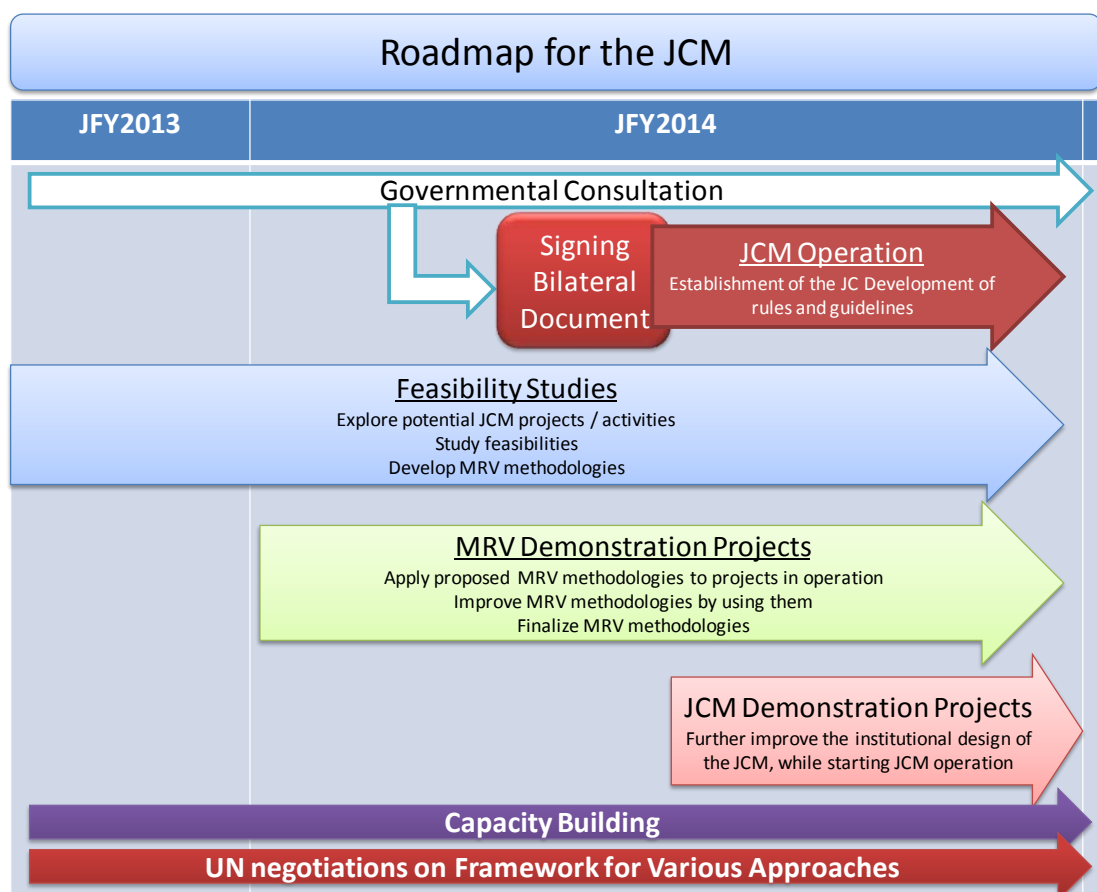 Roadmap for the JCM
JFY2013
JFY2014
Governmental Consultation
Signing
Bilateral
Document
JCM Operation
Establishment of the JC Development of
rules and guidelines
Feasibility Studies
Explore potential JCM projects / activities
Study feasibilities
Develop MRV methodologies
MRV Demonstration Projects
Apply proposed MRV methodologies to projects in operation
Improve MRV methodologies by using them
Finalize MRV methodologies
JCM Demonstration Projects
Further improve the institutional design of
the JCM, while starting JCM operation
Capacity Building
UN negotiations on Framework for Various Approaches